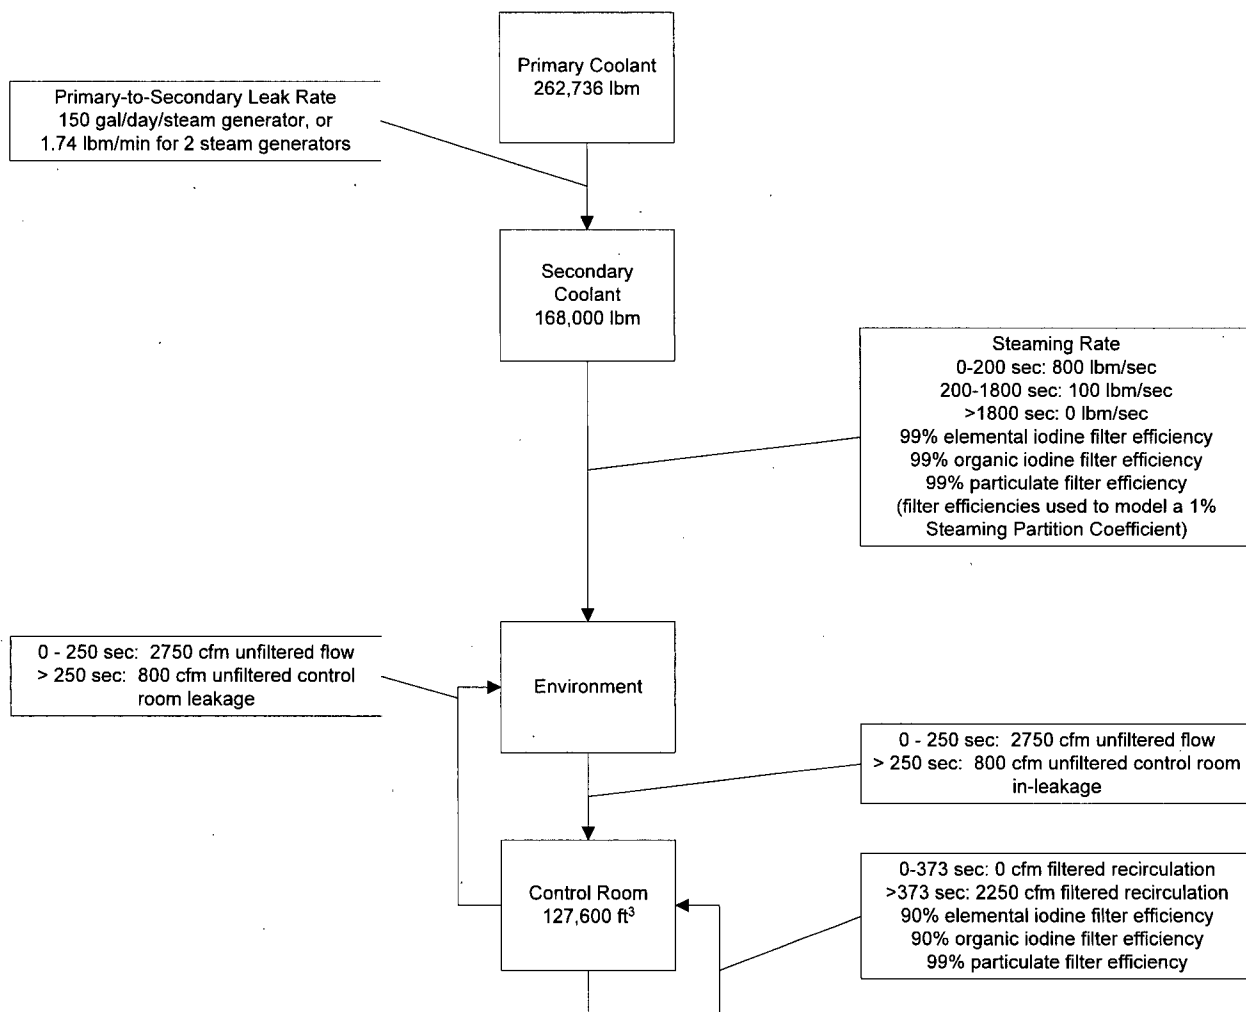 Primary Coolant
262,736 lbm
Primary-to-Secondary Leak Rate
150 gal/day/steam generator, or
1.74 lbm/min for 2 steam generators
Secondary
Coolant
168,000 lbm
Steaming Rate
0-200 sec: 800 lbm/sec
200-1800 sec: 100 lbm/sec
>1800 sec: 0 lbm/sec
99% elemental iodine filter efficiency
99% organic iodine filter efficiency
99% particulate filter efficiency
(filter efficiencies used to model a 1%
Steaming Partition Coefficient)
0 - 250 sec: 2750 cfm unfiltered flow
> 250 sec: 800 cfm unfiltered control
room leakage
Environment
0 - 250 sec: 2750 cfm unfiltered flow
> 250 sec: 800 cfm unfiltered control room
in-leakage
Control Room
127,600 ft³
0-373 sec: 0 cfm filtered recirculation
>373 sec: 2250 cfm filtered recirculation
90% elemental iodine filter efficiency
90% organic iodine filter efficiency
99% particulate filter efficiency